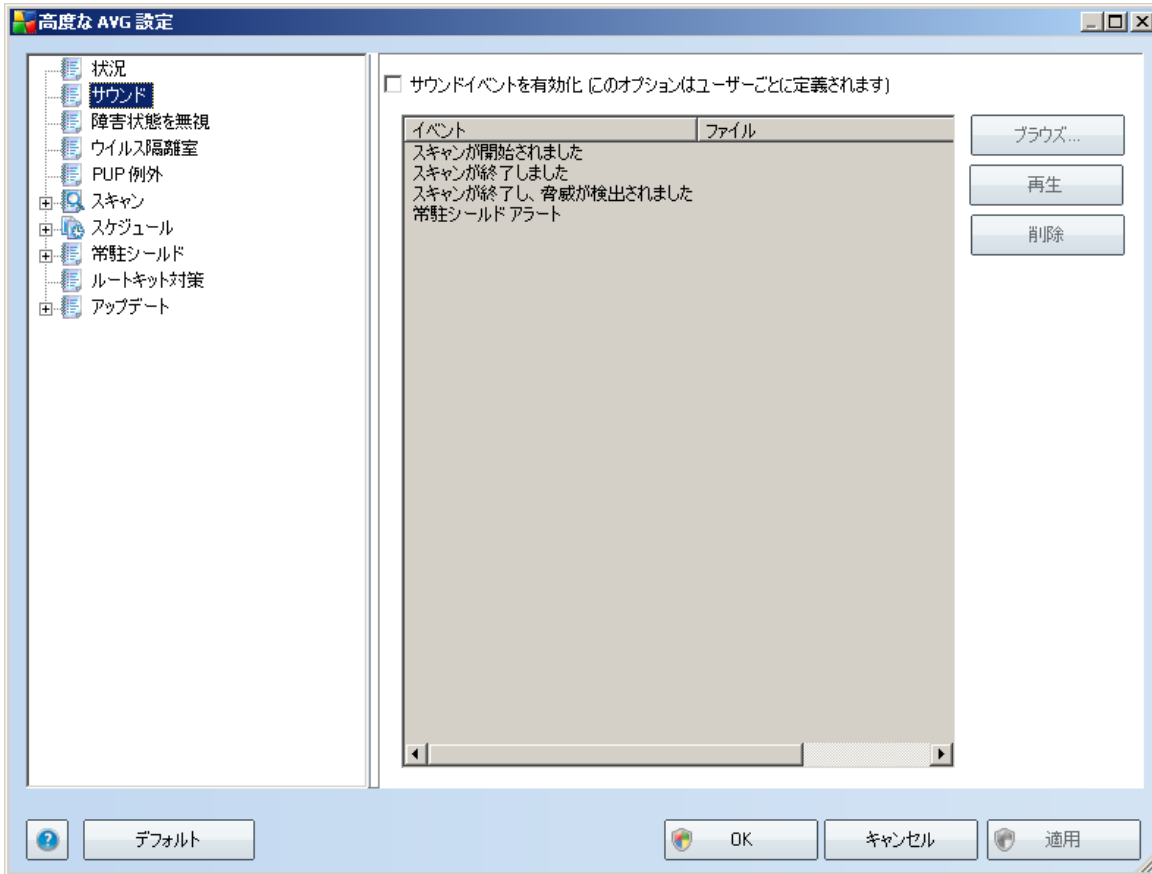 高度な AVG 設定
状況
サウンド
障害状態を無視
ウイルス隔離室
PUP 例外
スキャン
スケジュール
常駐シールド
ルートキット対策
アップデート
サウンドイベントを有効化 (このオプションはユーザーごとに定義されます)
イベント ファイル
スキャンが開始されました
スキャンが終了しました
スキャンが終了し、脅威が検出されました
常駐シールド アラート
ブラウズ...
再生
削除
デフォルト
OK
キャンセル
適用